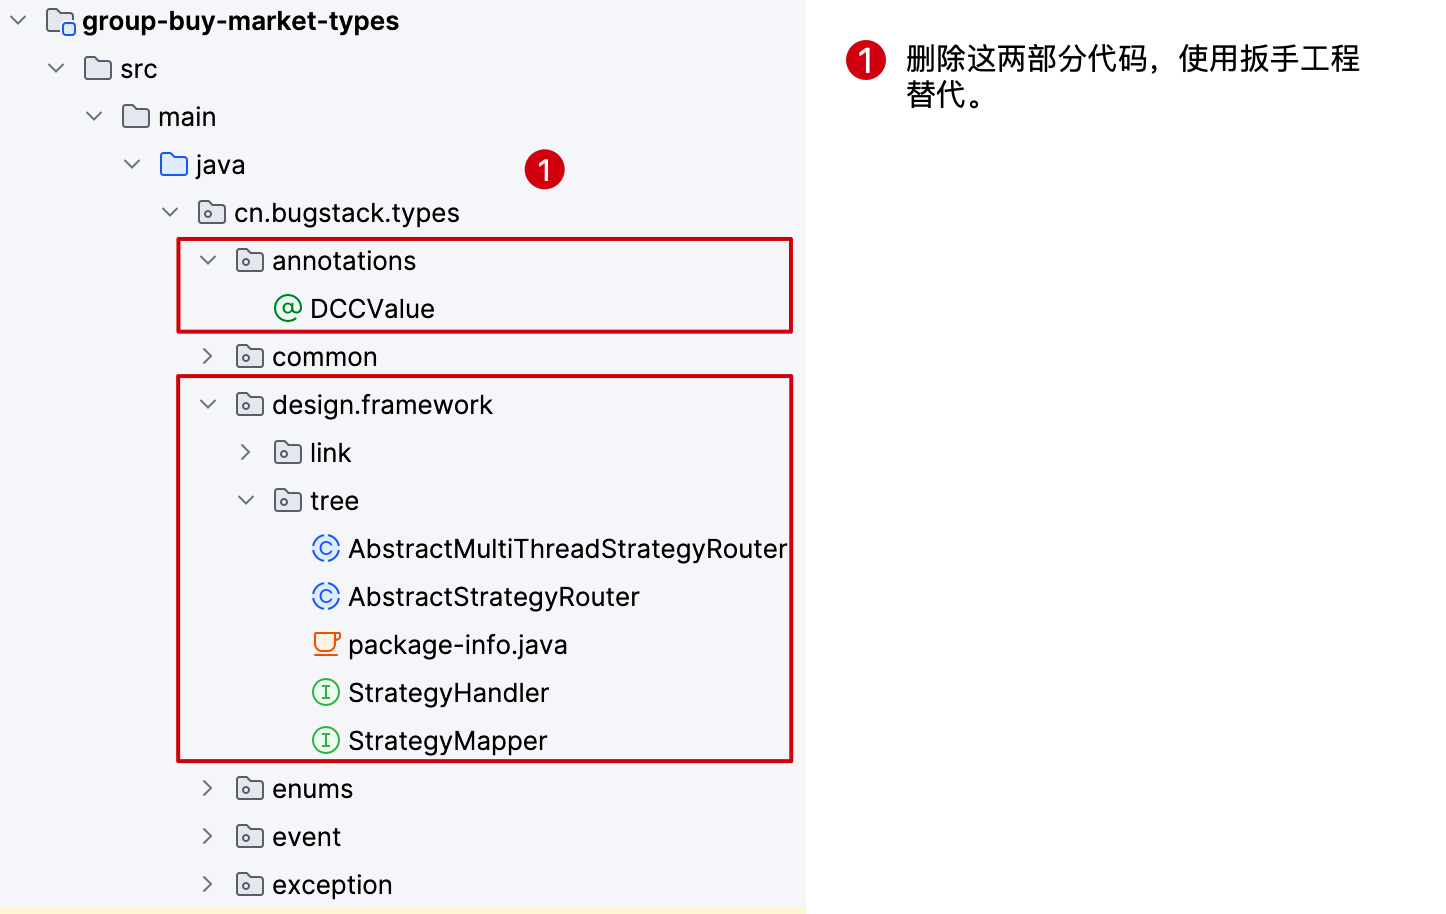 group-buy-market-types
src
main
java
1
cn.bugstack.types
annotations
DCCValue
common
design.framework
link
tree
AbstractMultiThreadStrategyRouter
AbstractStrategyRouter
package-info.java
StrategyHandler
StrategyMapper
enums
event
exception
1 删除这两部分代码，使用扳手工程
替代。